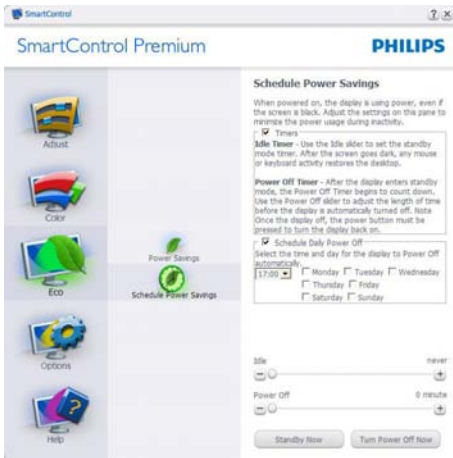 SmartControl
SmartControl Premium
PHILIPS
Adjust
Color
Eco
Options
Help
Power Savings
Schedule Power Savings
Schedule Power Savings
When powered on, the display is using power, even if
the screen is black. Adjust the settings on this pane to
minimize the power usage during inactivity.
Timers
Idle Timer - Use the Idle slider to set the standby
mode timer. After the screen goes dark, any mouse
or keyboard activity restores the desktop.
Power Off Timer - After the display enters standby
mode, the Power Off Timer begins to count down.
Use the Power Off slider to adjust the length of time
before the display is automatically turned off. Note
Once the display off, the power button must be
pressed to turn the display back on.
Schedule Daily Power Off
Select the time and day for the display to Power Off
automatically.
17:00 Monday Tuesday Wednesday
Thursday Friday
Saturday Sunday
Idle never
Power Off 0 minute
Standby Now Turn Power Off Now